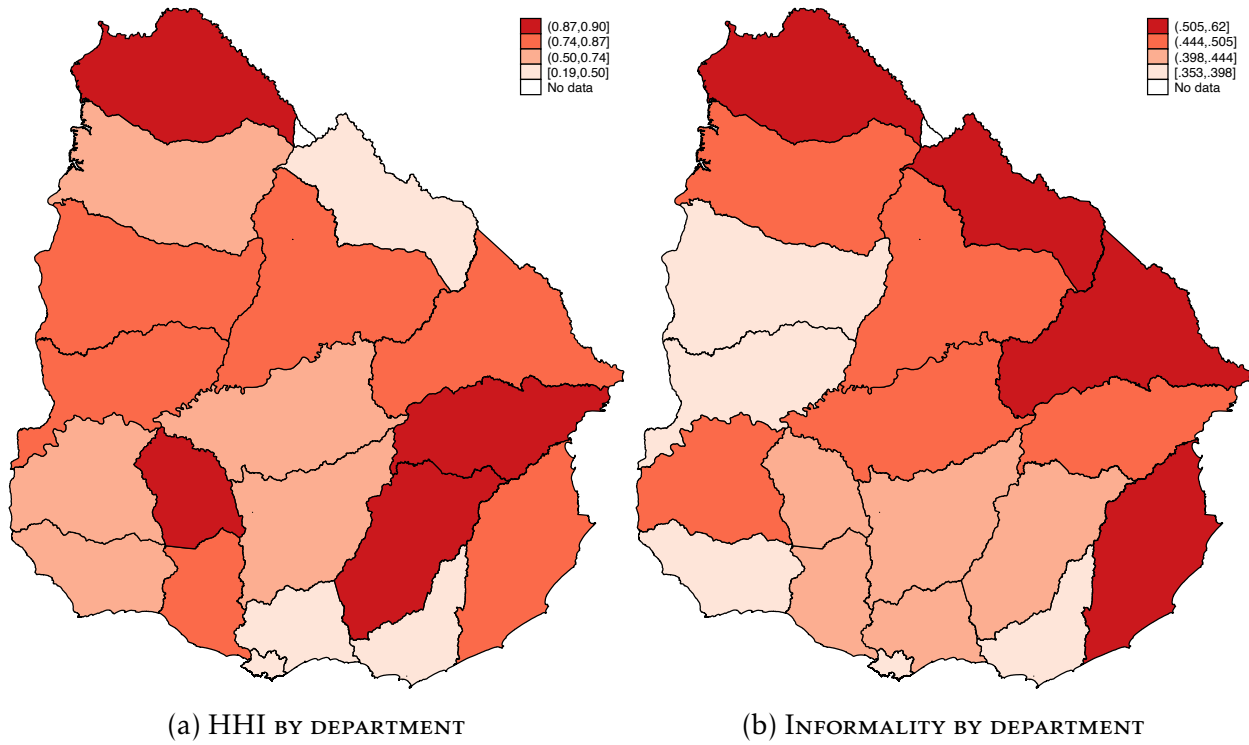 (0.87,0.90]
(0.74,0.87]
(0.50,0.74]
[0.19,0.50]
No data
(.505,.62]
(.444,.505]
(.398,.444]
[.353,.398]
No data
(a) HHI BY DEPARTMENT
(b) INFORMALITY BY DEPARTMENT